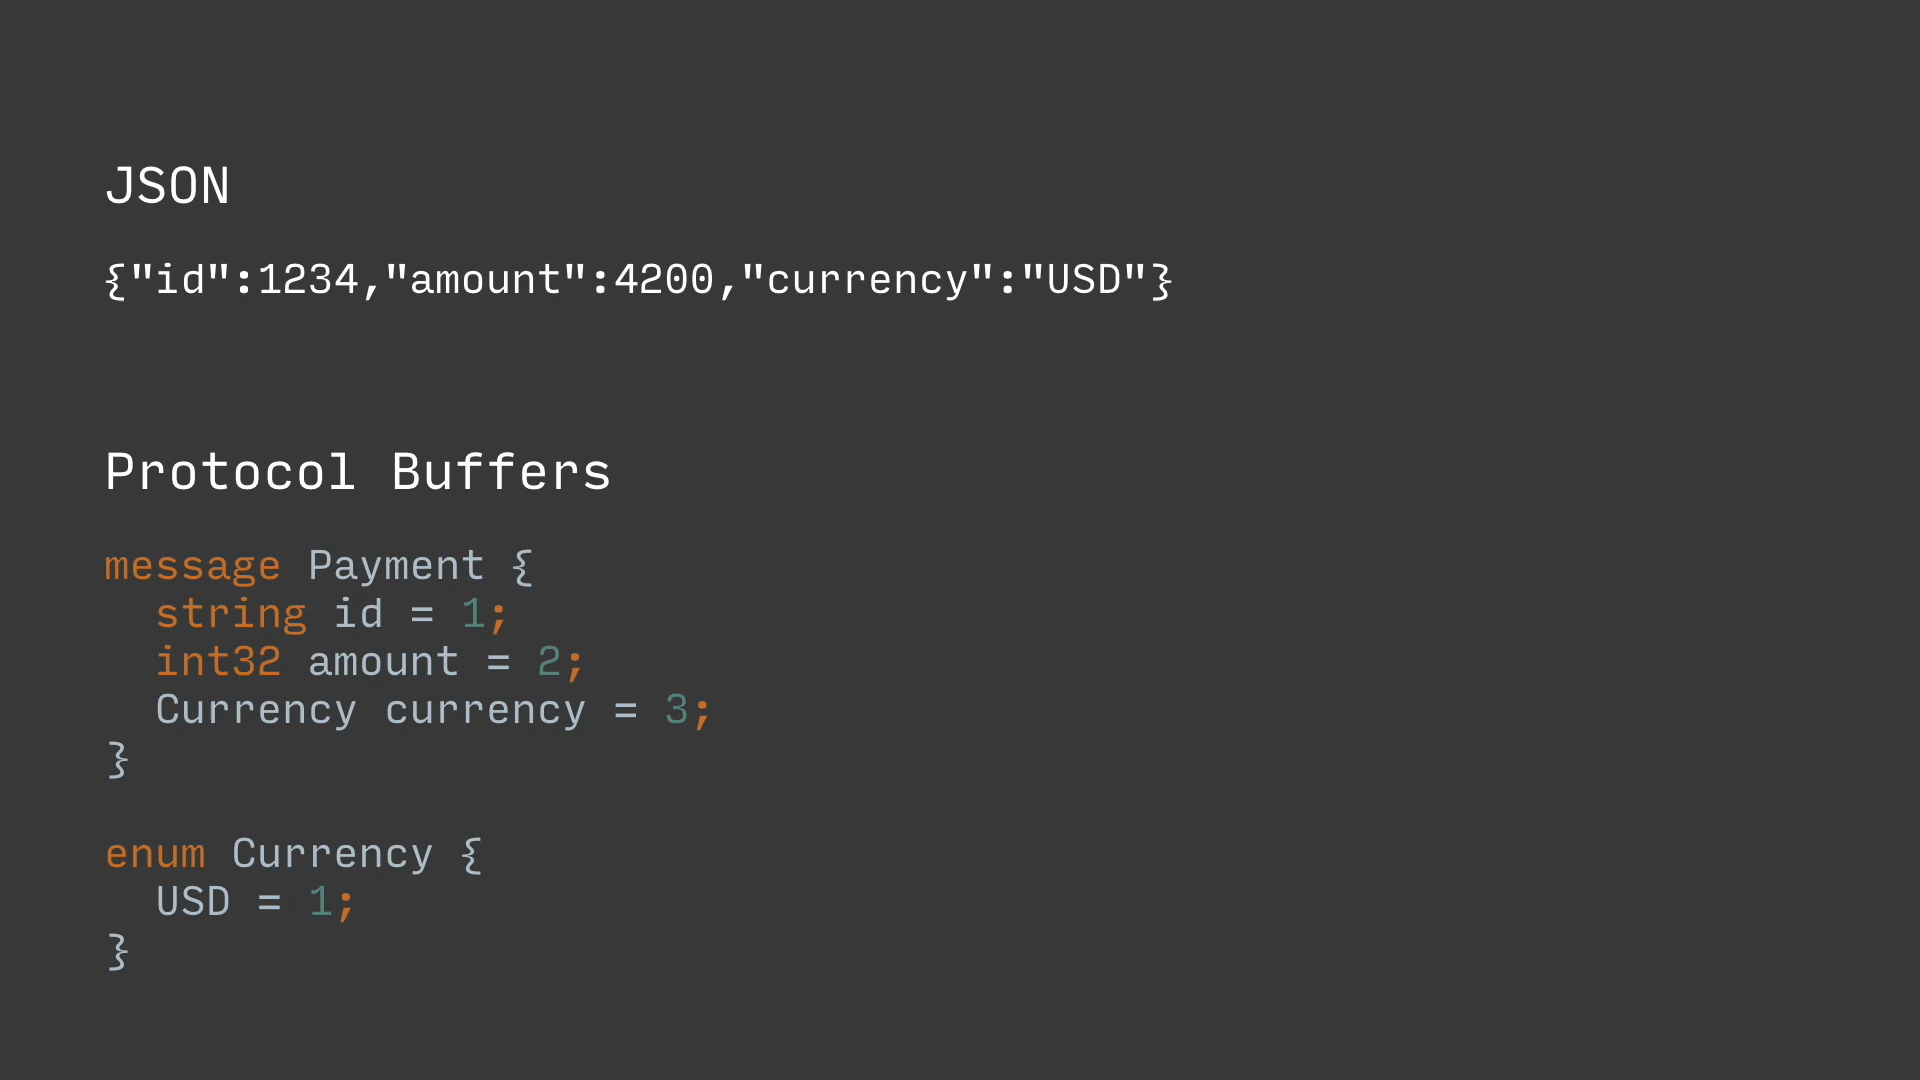 JSON
{"id":1234,"amount":4200,"currency":"USD"}
Protocol Buffers
message Payment {
  string id = 1;
  int32 amount = 2;
  Currency currency = 3;
}
enum Currency {
  USD = 1;
}